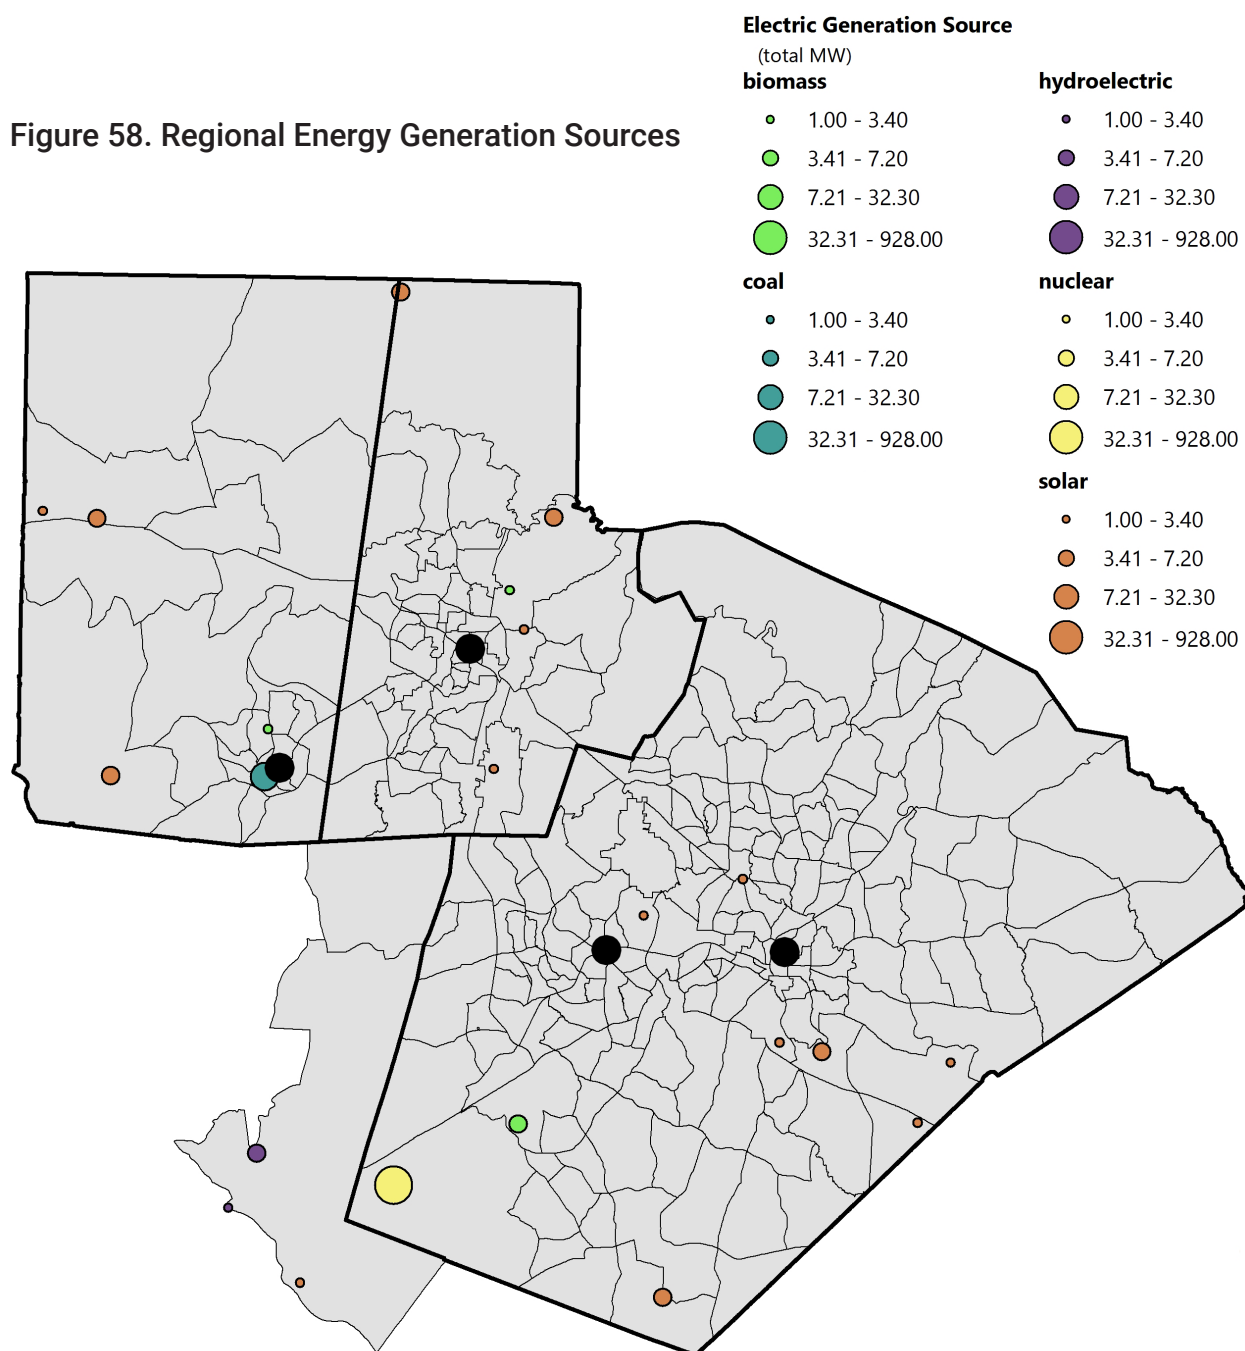 Figure 58. Regional Energy Generation Sources
Electric Generation Source
(total MW)
biomass
1.00 - 3.40
3.41 - 7.20
7.21 - 32.30
32.31 - 928.00
coal
1.00 - 3.40
3.41 - 7.20
7.21 - 32.30
32.31 - 928.00
hydroelectric
1.00 - 3.40
3.41 - 7.20
7.21 - 32.30
32.31 - 928.00
nuclear
1.00 - 3.40
3.41 - 7.20
7.21 - 32.30
32.31 - 928.00
solar
1.00 - 3.40
3.41 - 7.20
7.21 - 32.30
32.31 - 928.00